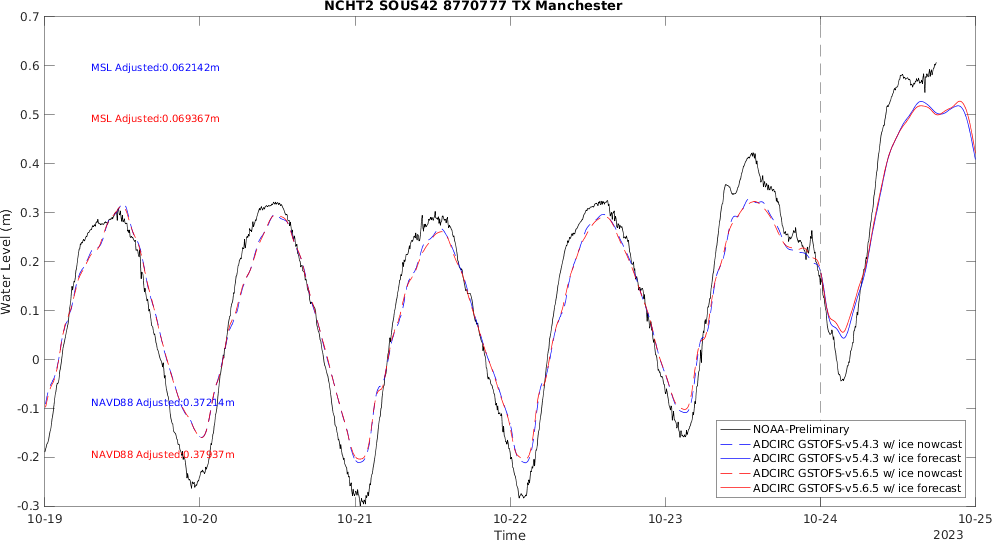 NCHT2 SOUS42 8770777 TX Manchester
0.7
0.6
0.5
0.4
0.3
0.2
0.1
0
-0.1
-0.2
-0.3
Water Level (m)
MSL Adjusted:0.062142m
MSL Adjusted:0.069367m
NAVD88 Adjusted:0.37214m
NAVD88 Adjusted:0.37937m
NOAA-Preliminary
ADCIRC GSTOFS-v5.4.3 w/ ice nowcast
ADCIRC GSTOFS-v5.4.3 w/ ice forecast
ADCIRC GSTOFS-v5.6.5 w/ ice nowcast
ADCIRC GSTOFS-v5.6.5 w/ ice forecast
10-19 10-20 10-21 10-22 10-23 10-24 10-25
Time
2023